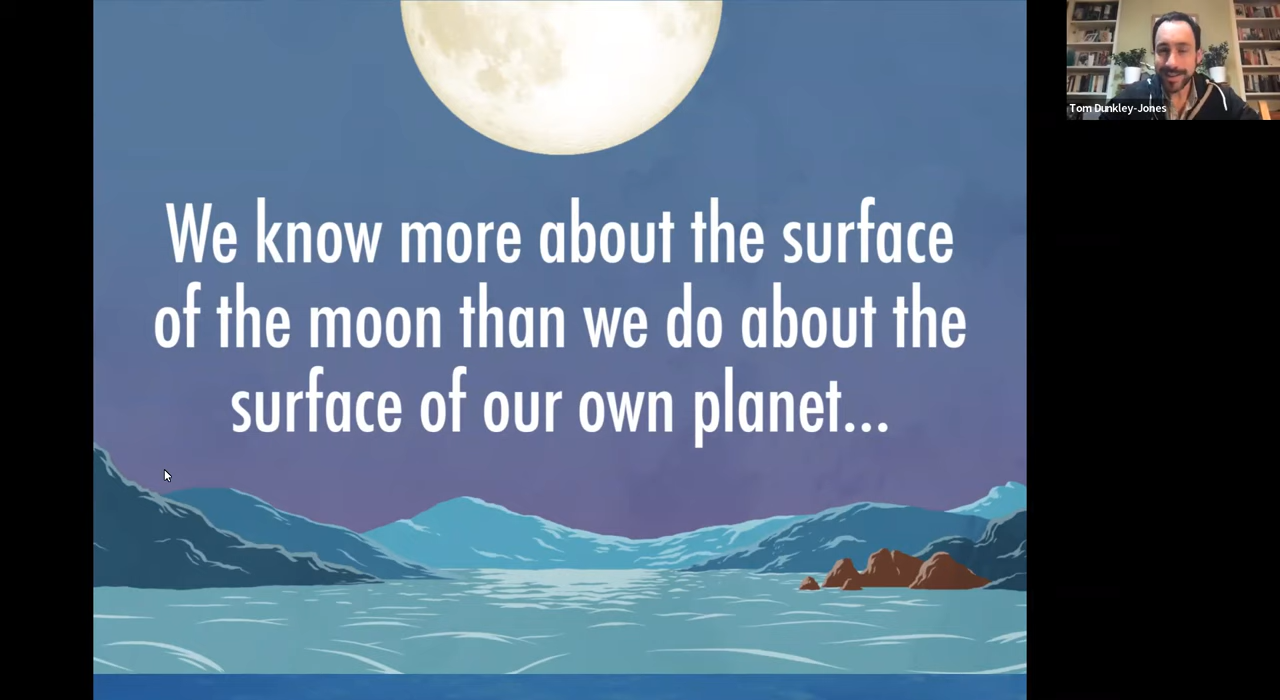 We know more about the surface
of the moon than we do about the
surface of our own planet...
Tom Dunkley-Jones